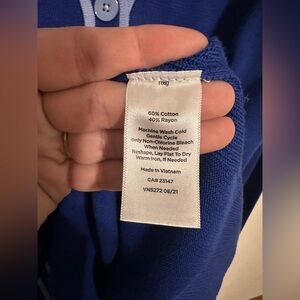 60% Cotton
40% Rayon
Machine Wash Cold
Gentle Cycle
Only Non-Chlorine Bleach
When Needed
Reshape, Lay Flat To Dry
Warm Iron, If Needed
Made In Vietnam
CA# 23147
VN5272 08/21